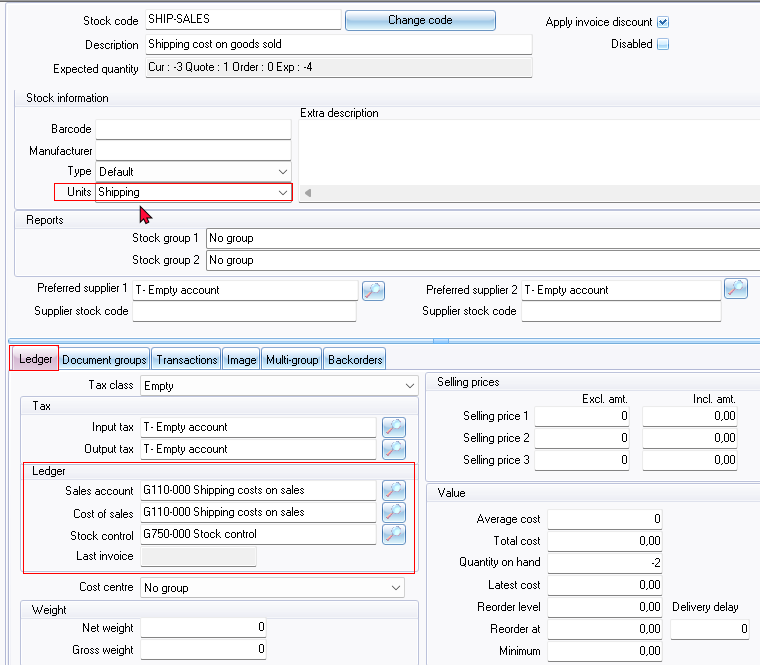 Stock code SHIP-SALES Change code Apply invoice discount
Description Shipping cost on goods sold Disabled
Expected quantity Cur : -3 Quote : 1 Order : 0 Exp : -4
Stock information
Extra description
Barcode
Manufacturer
Type Default
Units Shipping
Reports
Stock group 1 No group
Stock group 2 No group
Preferred supplier 1 T- Empty account Preferred supplier 2 T- Empty account
Supplier stock code Supplier stock code
Ledger Document groups Transactions Image Multi-group Backorders
Tax class Empty
Tax
Input tax T- Empty account
Output tax T- Empty account
Ledger
Sales account G110-000 Shipping costs on sales
Cost of sales G110-000 Shipping costs on sales
Stock control G750-000 Stock control
Last invoice
Cost centre No group
Weight
Net weight 0
Gross weight 0
Selling prices
Excl. amt. Incl. amt.
Selling price 1 0 0,00
Selling price 2 0 0,00
Selling price 3 0 0,00
Value
Average cost 0
Total cost 0,00
Quantity on hand -2
Latest cost 0,00
Reorder level 0,00 Delivery delay
Reorder at 0,00 0
Minimum 0,00